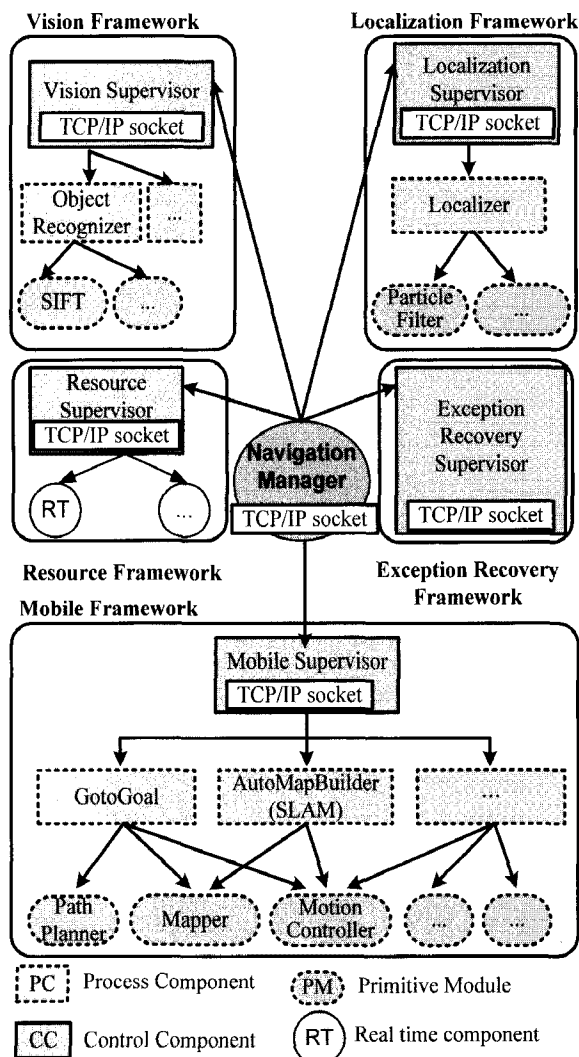 Vision Framework
Vision Supervisor
TCP/IP socket
Object
Recognizer
...
SIFT
...
Localization Framework
Localization
Supervisor
TCP/IP socket
Localizer
Particle
Filter
...
Resource
Supervisor
TCP/IP socket
RT
...
Resource Framework
Navigation
Manager
TCP/IP socket
Exception
Recovery
Supervisor
TCP/IP socket
Exception Recovery
Framework
Mobile Framework
Mobile Supervisor
TCP/IP socket
GotoGoal
AutoMapBuilder
(SLAM)
...
Path
Planner
Mapper
Motion
Controller
...
...
PC Process Component
PM Primitive Module
CC Control Component
RT Real time component